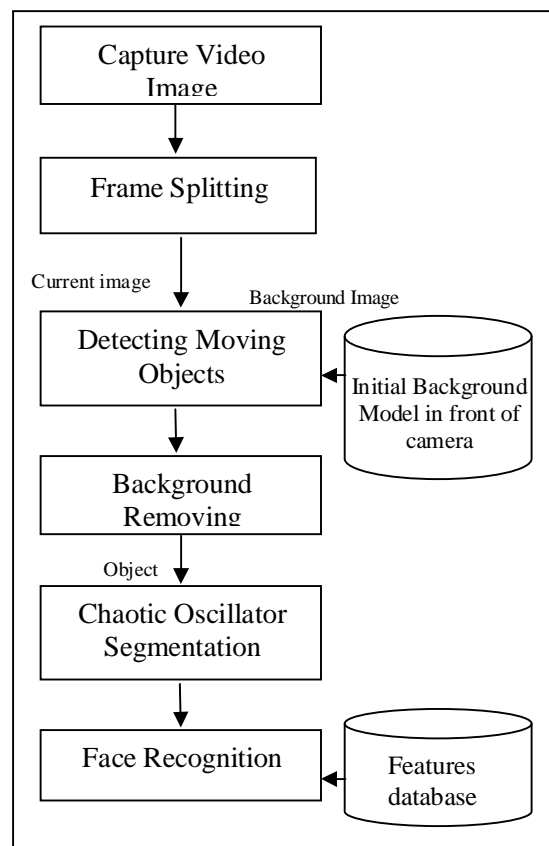 Capture Video
Image
Frame Splitting
Current image
Background Image
Detecting Moving
Objects
Initial Background
Model in front of
camera
Background
Removing
Object
Chaotic Oscillator
Segmentation
Face Recognition
Features
database